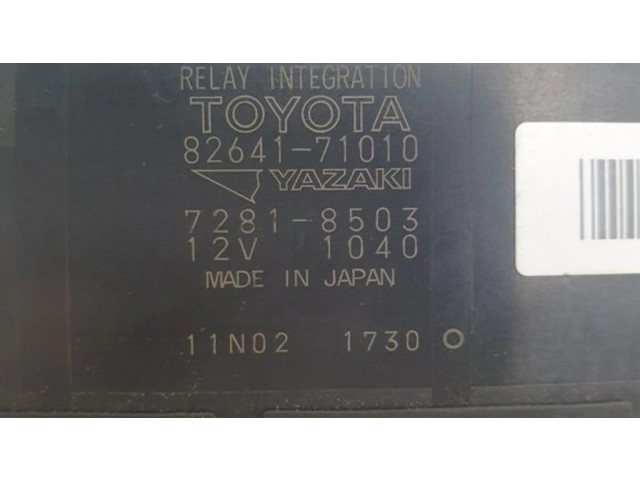 RELAY INTEGRATION
TOYOTA
82641-71010
YAZAKI
7281-8503
12V 1040
MADE IN JAPAN
11N02 1730